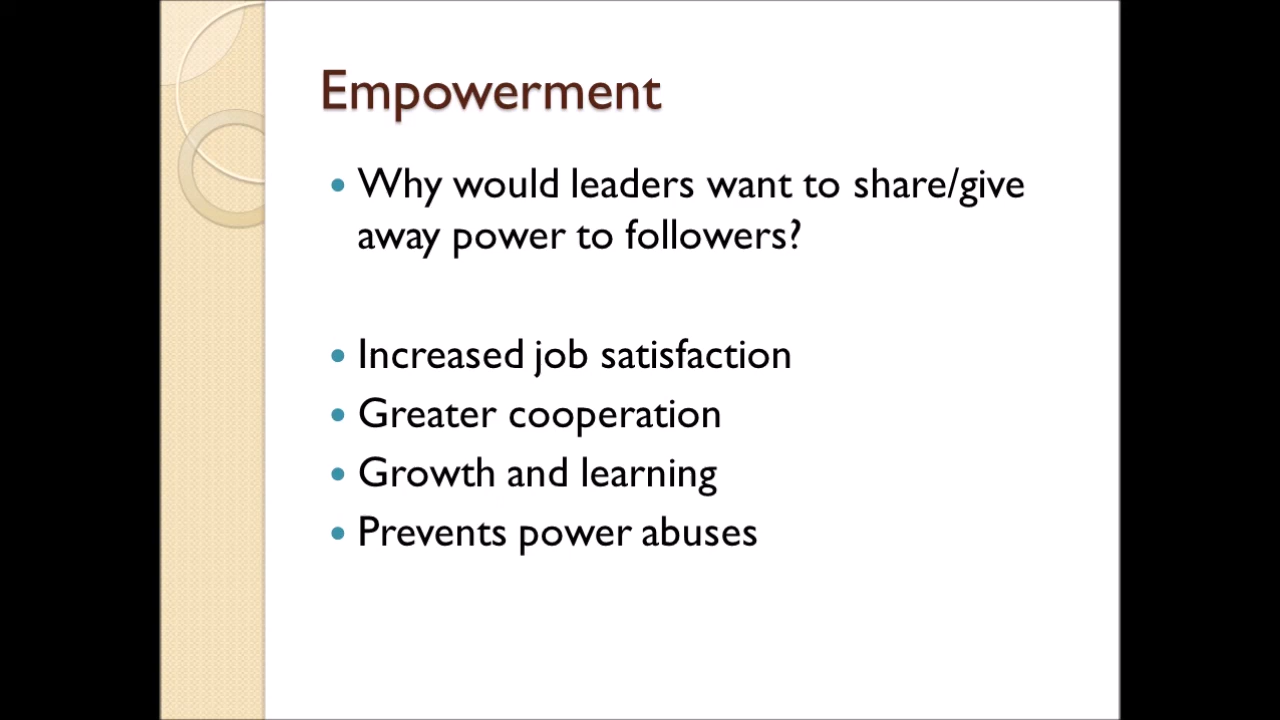 Empowerment
Why would leaders want to share/give
away power to followers?
Increased job satisfaction
Greater cooperation
Growth and learning
Prevents power abuses